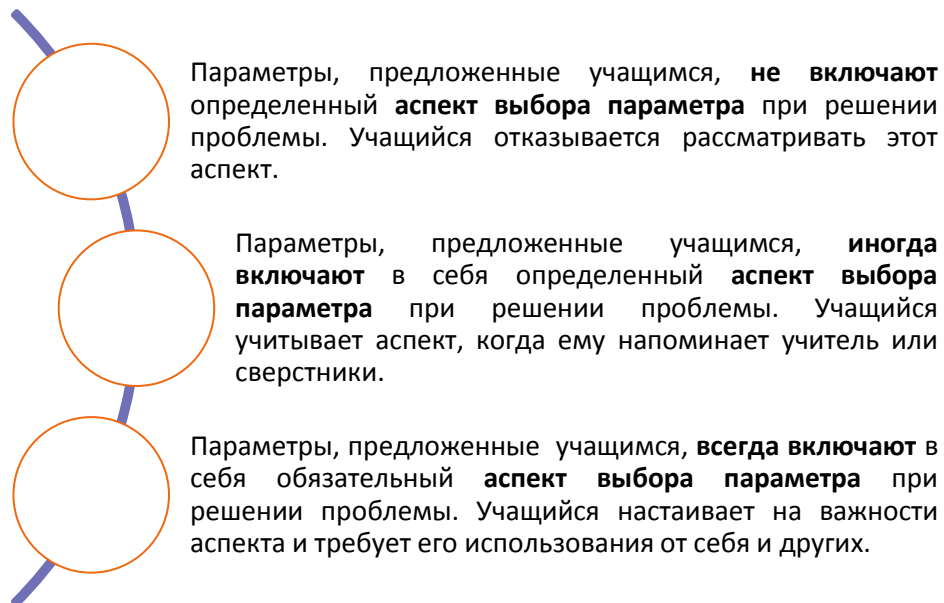 Параметры, предложенные учащимся, не включают
определенный аспект выбора параметра при решении
проблемы. Учащийся отказывается рассматривать этот
аспект.
Параметры, предложенные учащимся, иногда
включают в себя определенный аспект выбора
параметра при решении проблемы. Учащийся
учитывает аспект, когда ему напоминает учитель или
сверстники.
Параметры, предложенные учащимся, всегда включают в
себя обязательный аспект выбора параметра при
решении проблемы. Учащийся настаивает на важности
аспекта и требует его использования от себя и других.